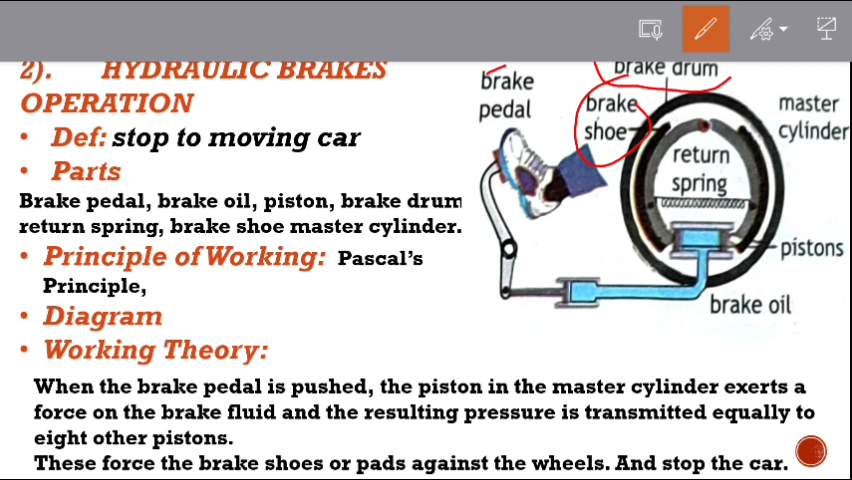 2). HYDRAULIC BRAKES
OPERATION
• Def: stop to moving car
• Parts
Brake pedal, brake oil, piston, brake drum
return spring, brake shoe master cylinder.
• Principle of Working: Pascal's
Principle,
• Diagram
• Working Theory:
When the brake pedal is pushed, the piston in the master cylinder exerts a
force on the brake fluid and the resulting pressure is transmitted equally to
eight other pistons.
These force the brake shoes or pads against the wheels. And stop the car.
brake
pedal
brake drum
brake
shoe
master
cylinder
return
spring
pistons
brake oil